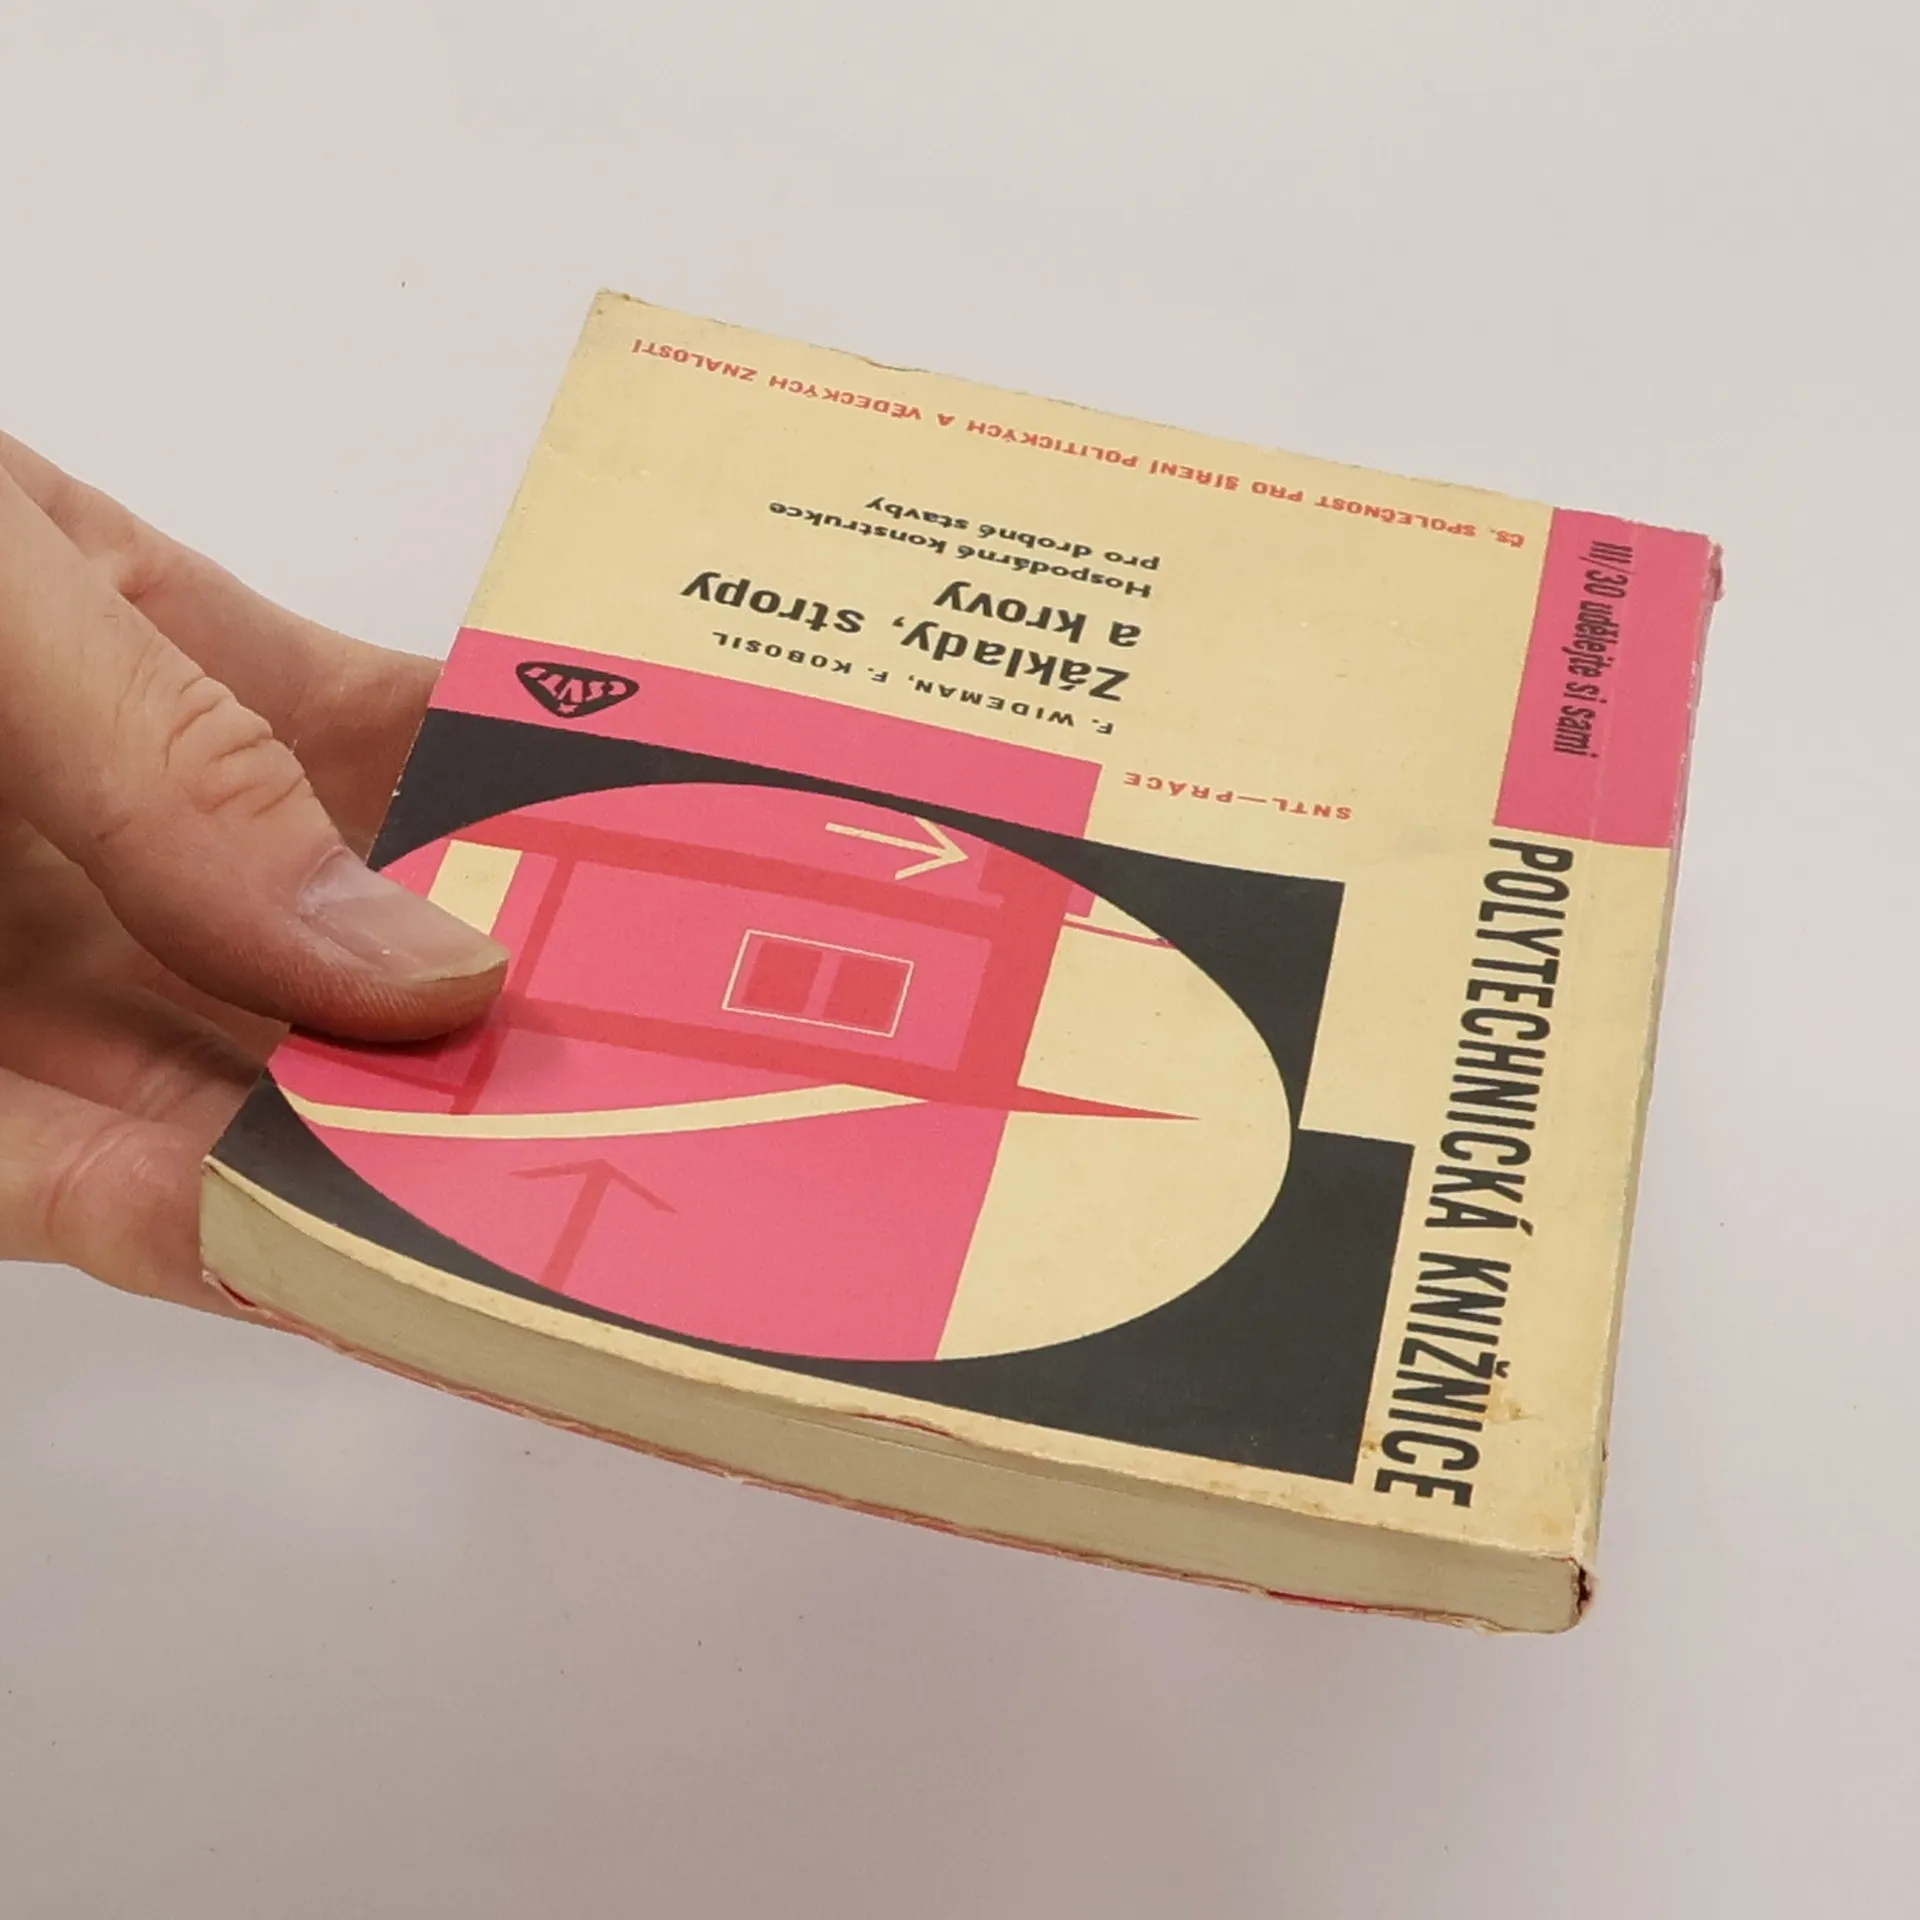 ČS. SPOLEČNOST PRO ŠÍŘENÍ POLITICKÝCH A VĚDECKÝCH ZNALOSTÍ
SNTL—PRÁCE
F. WIDEMAN, F. KOBOSIL
Základy, stropy
a krovy
Hospodárné konstrukce
pro drobné stavby
POLYTECHNICKÁ KNIŽNICE
III/30 udělejte si sami